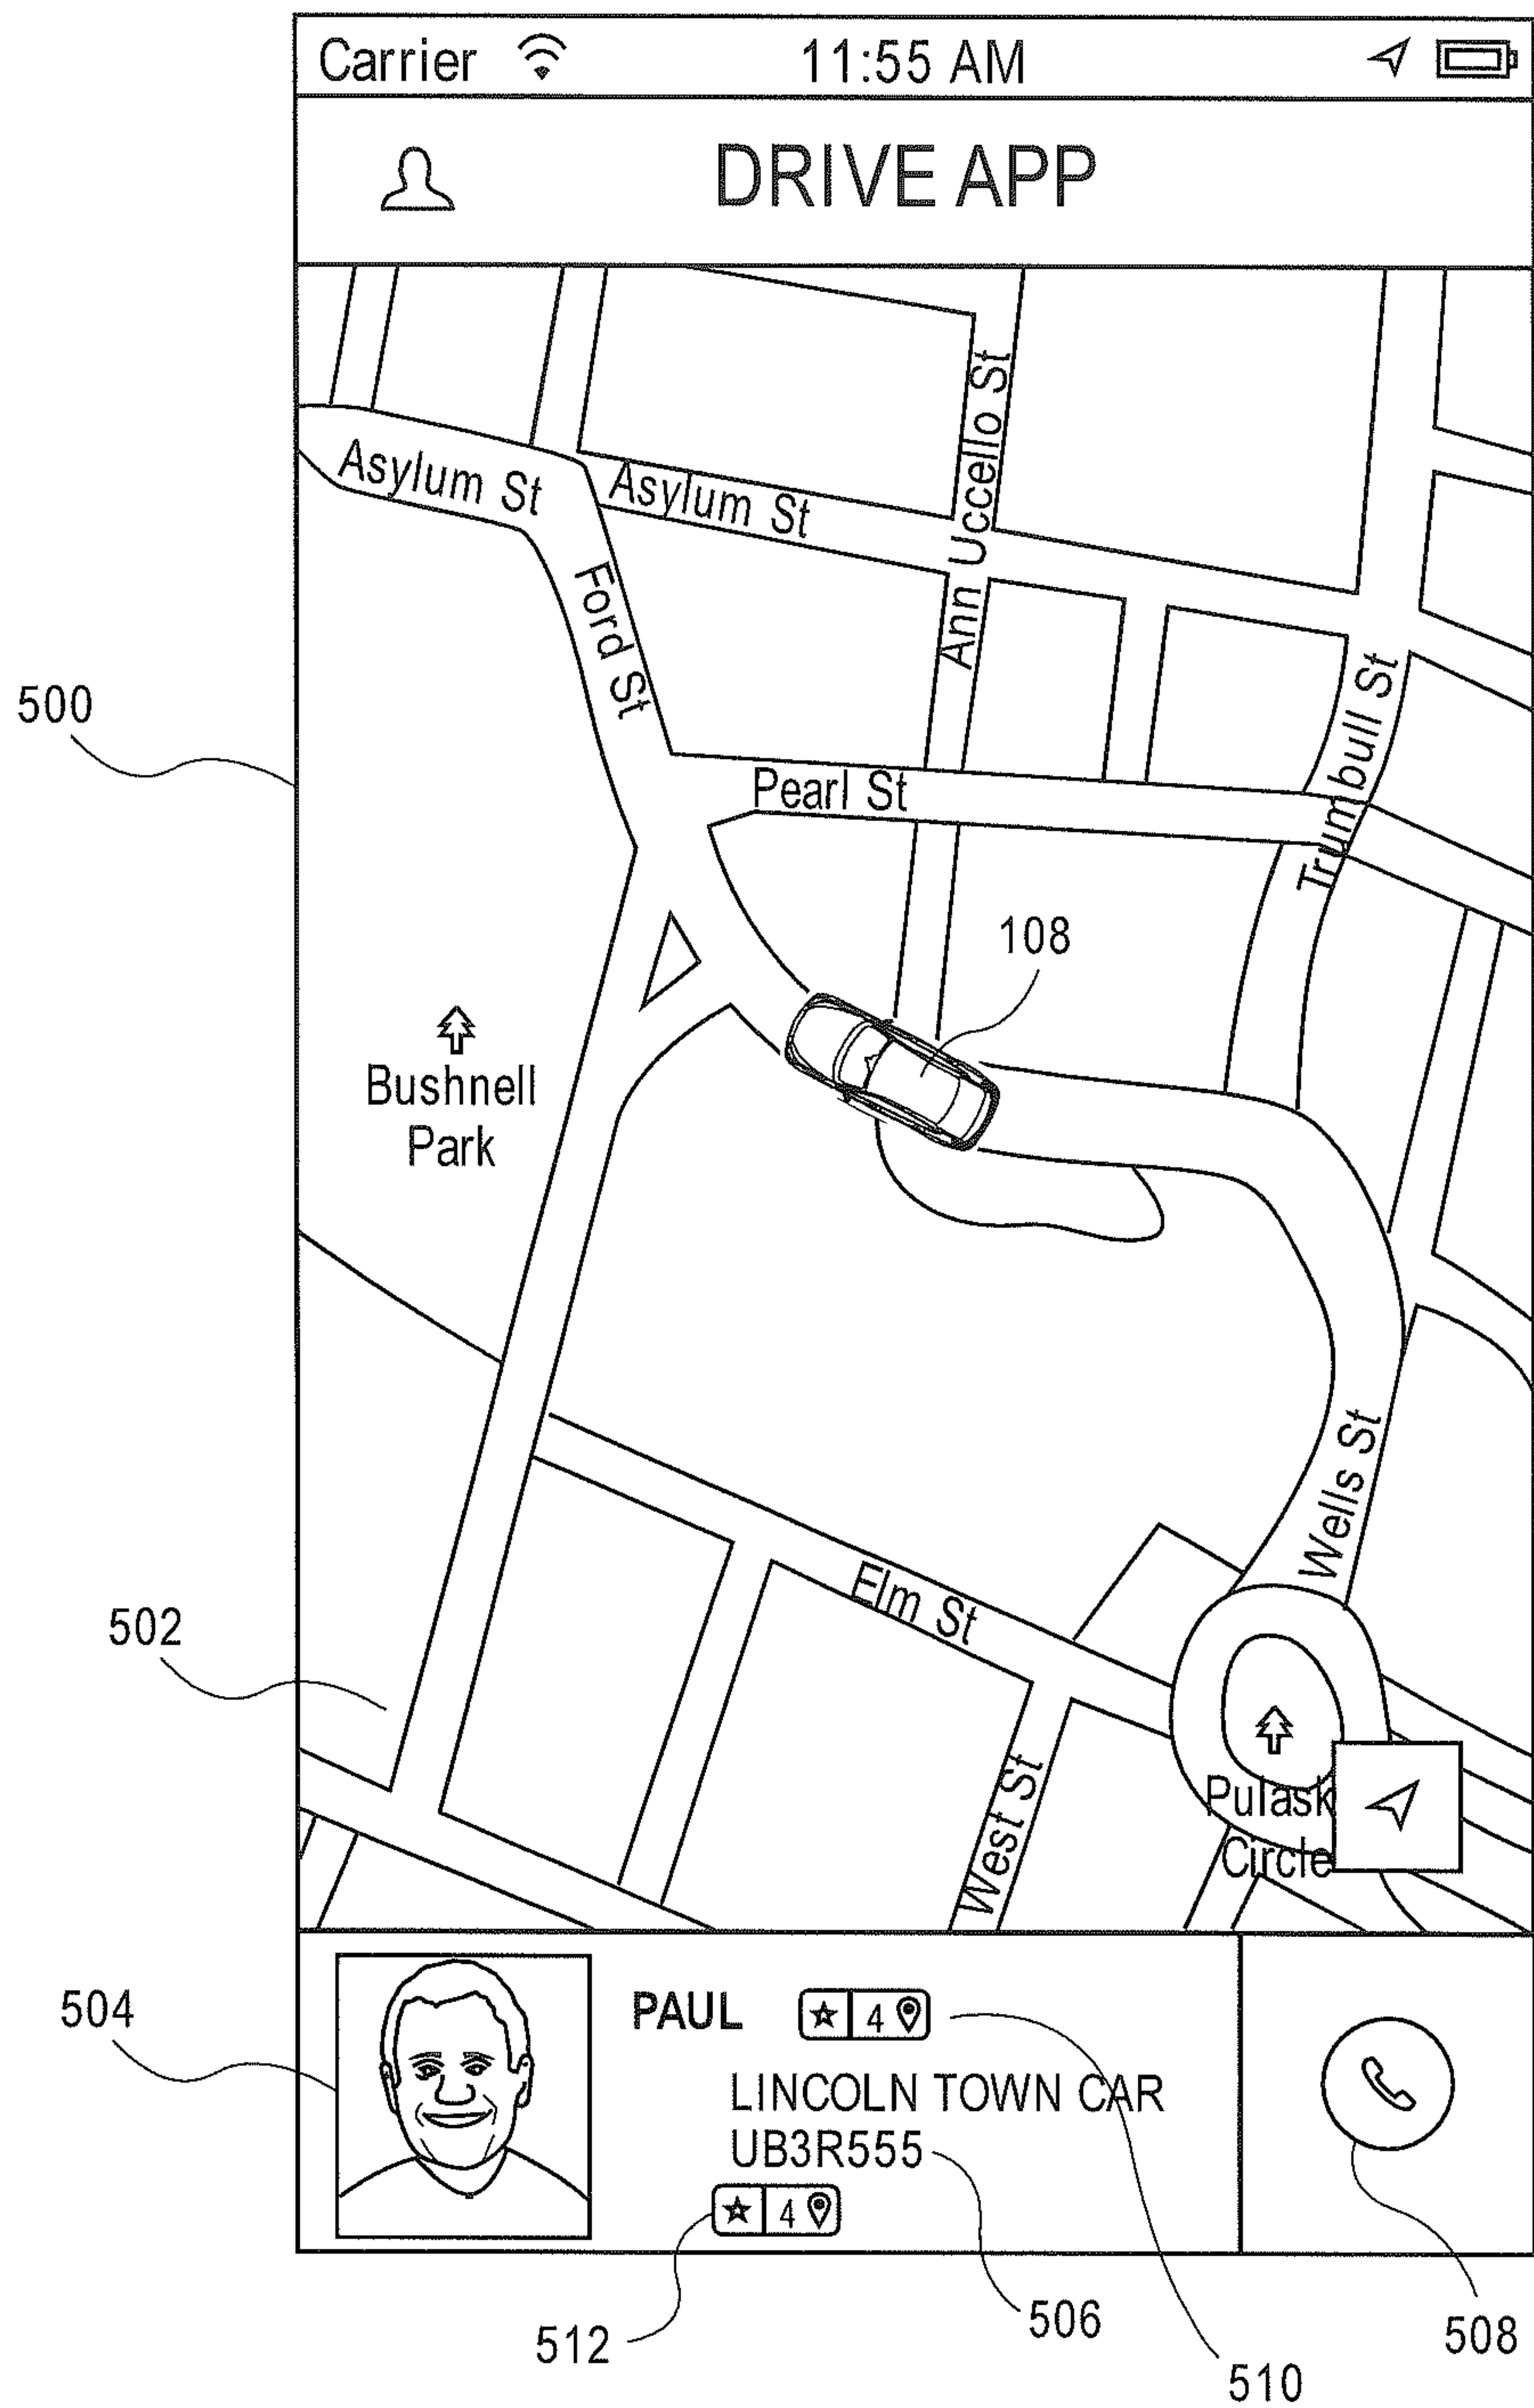 Carrier 11:55 AM
DRIVE APP
Ann Uccello St
Asylum St
Asylum St
Ford St
Trumbull St
500
Pearl St
108
Bushnell
Park
Wells St
Elm St
502
West St
Pulask
Circle
504
PAUL 4
LINCOLN TOWN CAR
UB3R555
4
506
512
508
510